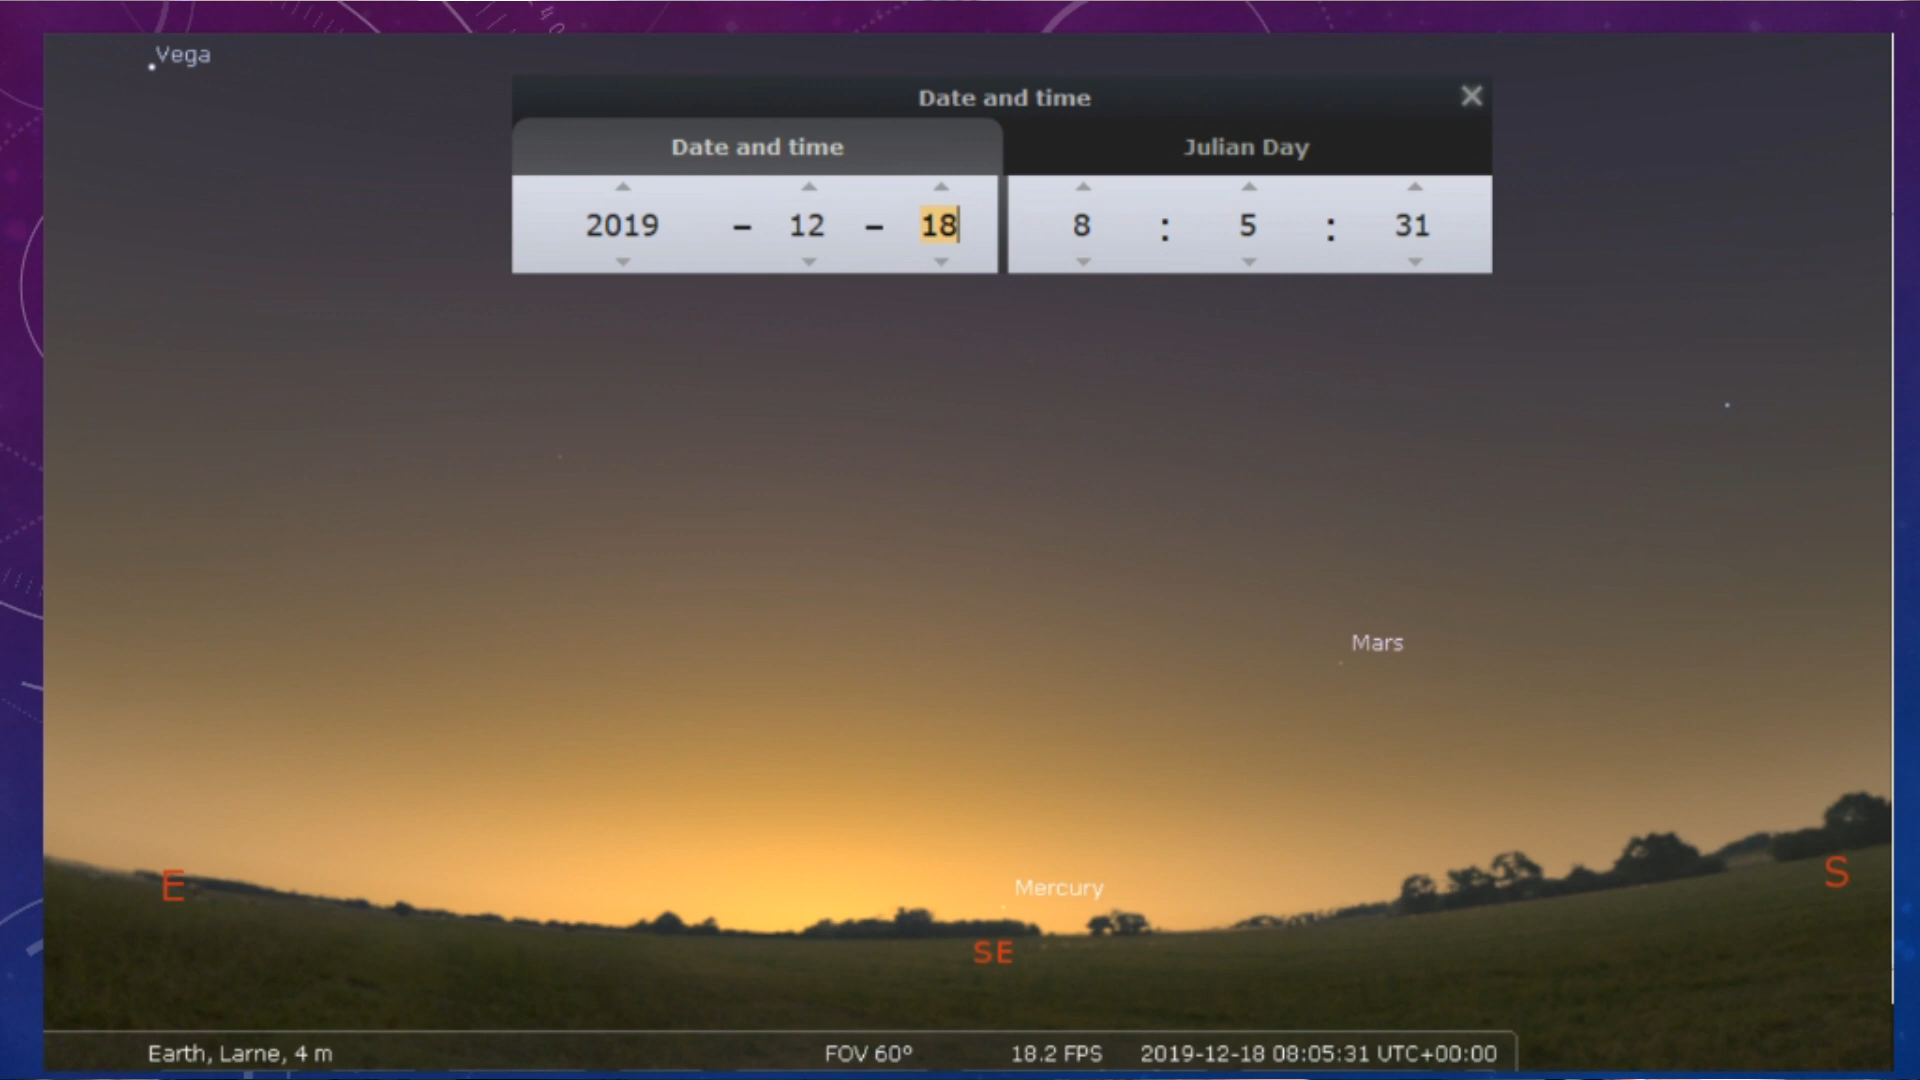 Vega
Date and time
Date and time
Julian Day
2019 - 12 - 18
8 : 5 : 31
Mars
Mercury
E
S
SE
Earth, Larne, 4 m
FOV 60°
18.2 FPS
2019-12-18 08:05:31 UTC+00:00